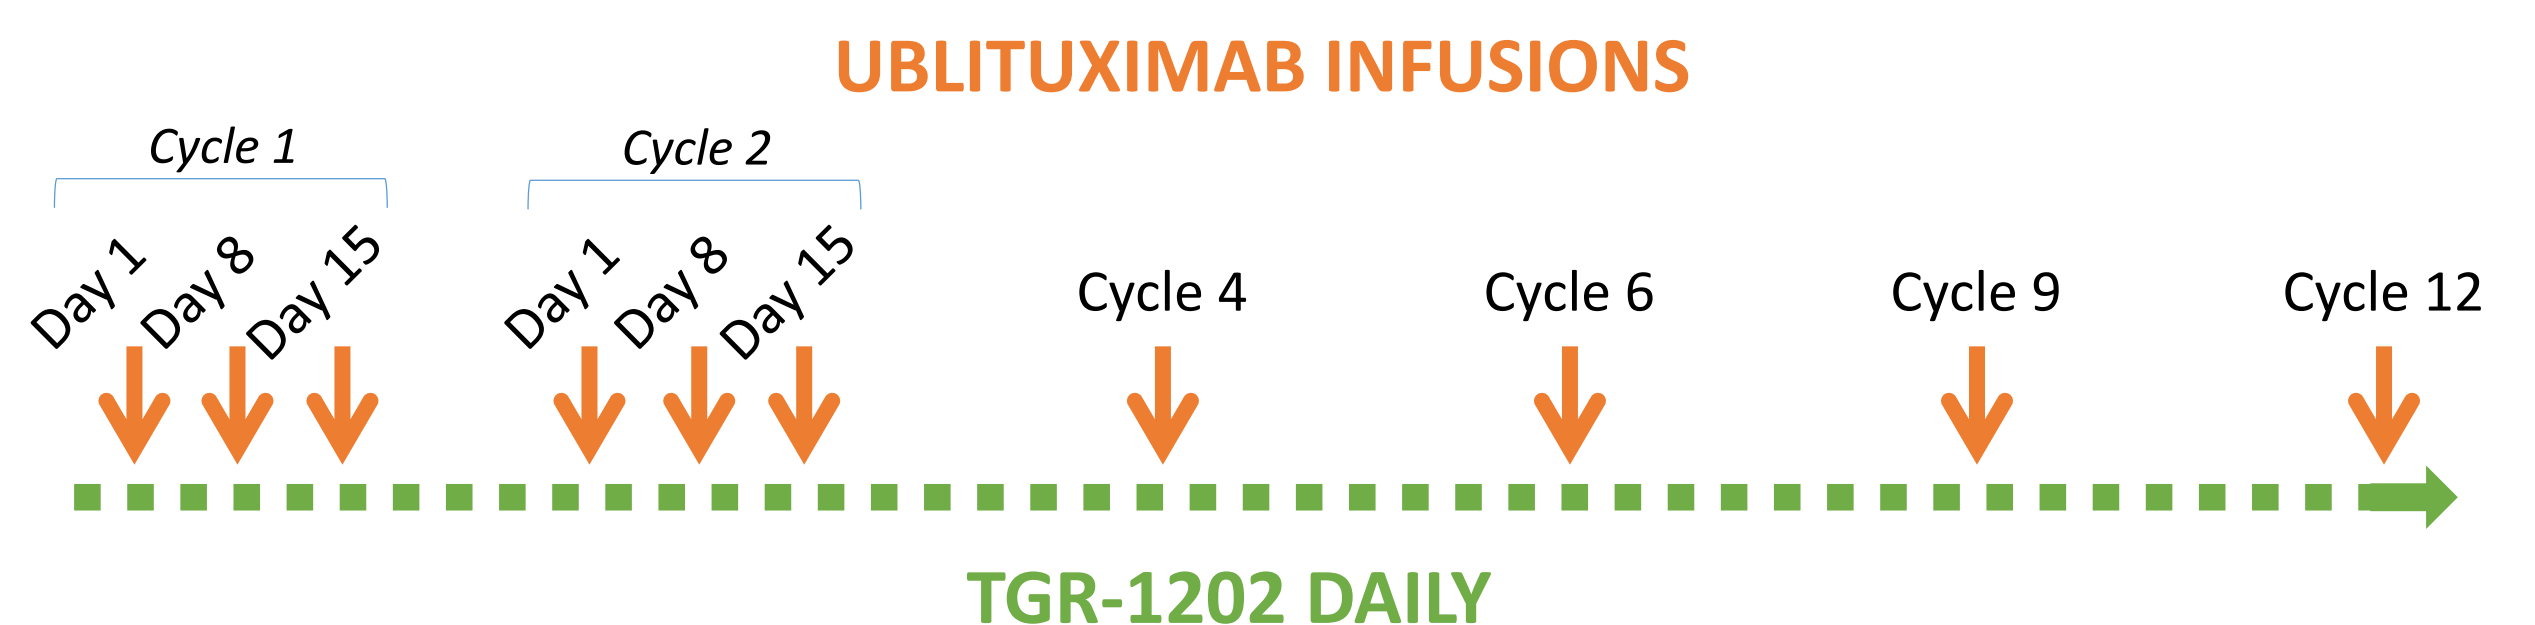 UBLITUXIMAB INFUSIONS
Cycle 1
Cycle 2
Day 1
Day 8
Day 15
Day 1
Day 8
Day 15
Cycle 4
Cycle 6
Cycle 9
Cycle 12
TGR-1202 DAILY